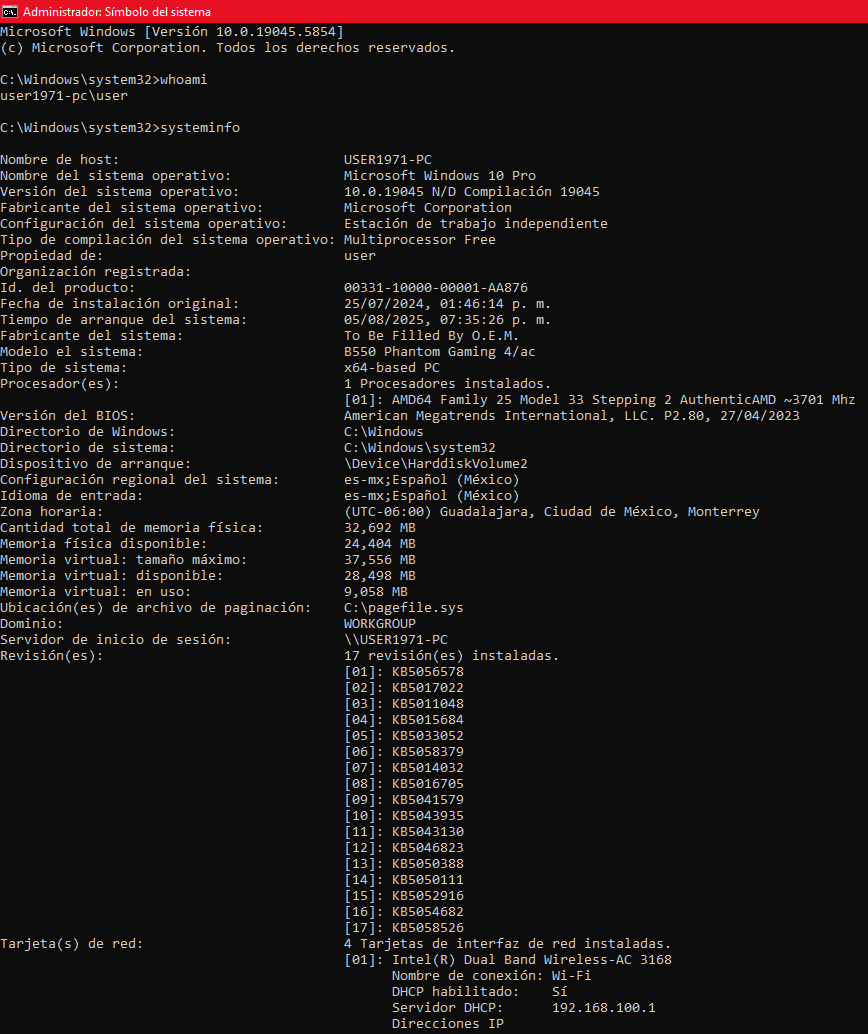 Administrador: Símbolo del sistema
Microsoft Windows [Versión 10.0.19045.5854]
(c) Microsoft Corporation. Todos los derechos reservados.
C:\Windows\system32>whoami
user1971-pc\user
C:\Windows\system32>systeminfo
Nombre de host: USER1971-PC
Nombre del sistema operativo: Microsoft Windows 10 Pro
Versión del sistema operativo: 10.0.19045 N/D Compilación 19045
Fabricante del sistema operativo: Microsoft Corporation
Configuración del sistema operativo: Estación de trabajo independiente
Tipo de compilación del sistema operativo: Multiprocessor Free
Propiedad de: user
Organización registrada:
Id. del producto: 00331-10000-00001-AA876
Fecha de instalación original: 25/07/2024, 01:46:14 p. m.
Tiempo de arranque del sistema: 05/08/2025, 07:35:26 p. m.
Fabricante del sistema: To Be Filled By O.E.M.
Modelo el sistema: B550 Phantom Gaming 4/ac
Tipo de sistema: x64-based PC
Procesador(es): 1 Procesadores instalados.
[01]: AMD64 Family 25 Model 33 Stepping 2 AuthenticAMD ~3701 Mhz
Versión del BIOS: American Megatrends International, LLC. P2.80, 27/04/2023
Directorio de Windows: C:\Windows
Directorio de sistema: C:\Windows\system32
Dispositivo de arranque: \Device\HarddiskVolume2
Configuración regional del sistema: es-mx;Español (México)
Idioma de entrada: es-mx;Español (México)
Zona horaria: (UTC-06:00) Guadalajara, Ciudad de México, Monterrey
Cantidad total de memoria física: 32,692 MB
Memoria física disponible: 24,404 MB
Memoria virtual: tamaño máximo: 37,556 MB
Memoria virtual: disponible: 28,498 MB
Memoria virtual: en uso: 9,058 MB
Ubicación(es) de archivo de paginación: C:\pagefile.sys
Dominio: WORKGROUP
Servidor de inicio de sesión: \\USER1971-PC
Revisión(es): 17 revisión(es) instaladas.
[01]: KB5056578
[02]: KB5017022
[03]: KB5011048
[04]: KB5015684
[05]: KB5033052
[06]: KB5058379
[07]: KB5014032
[08]: KB5016705
[09]: KB5041579
[10]: KB5043935
[11]: KB5043130
[12]: KB5046823
[13]: KB5050388
[14]: KB5050111
[15]: KB5052916
[16]: KB5054682
[17]: KB5058526
Tarjeta(s) de red: 4 Tarjetas de interfaz de red instaladas.
[01]: Intel(R) Dual Band Wireless-AC 3168
Nombre de conexión: Wi-Fi
DHCP habilitado: Sí
Servidor DHCP: 192.168.100.1
Direcciones IP